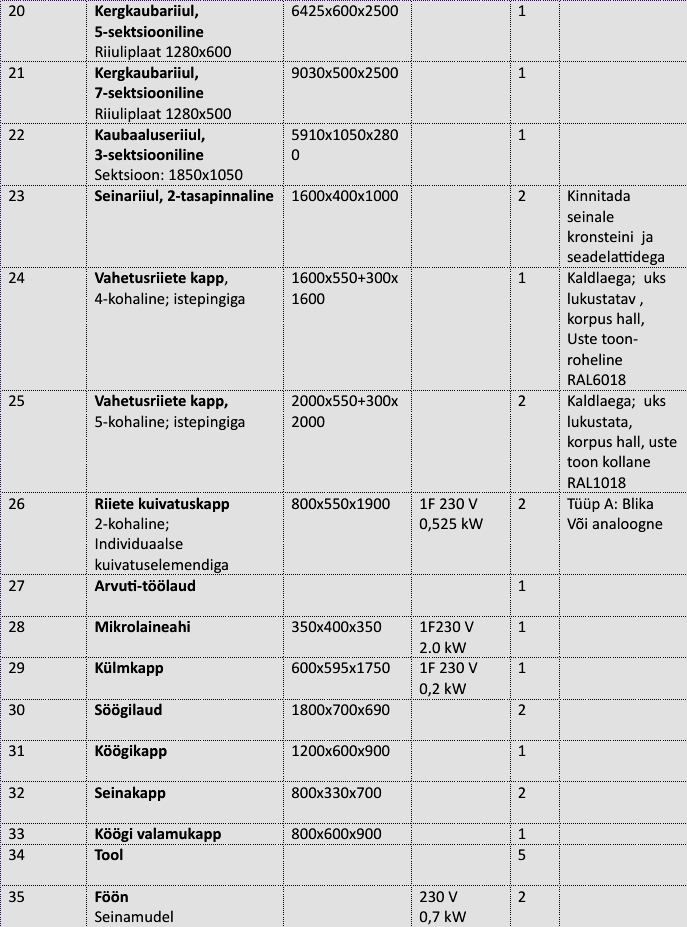 20 Kergkaubariiul, 6425x600x2500 1
5-sektsiooniline
Riiuliplaat 1280x600
21 Kergkaubariiul, 9030x500x2500 1
7-sektsiooniline
Riiuliplaat 1280x500
22 Kaubaaluseriiul, 5910x1050x280 1
3-sektsiooniline 0
Sektsioon: 1850x1050
23 Seinariiul, 2-tasapinnaline 1600x400x1000 2 Kinnitada
seinale
kronsteini ja
seadelattidega
24 Vahetusriiete kapp, 1600x550+300x 1 Kaldlaega; uks
4-kohaline; istepingiga 1600 lukustatav ,
korpus hall,
Uste toon-
roheline
RAL6018
25 Vahetusriiete kapp, 2000x550+300x 2 Kaldlaega; uks
5-kohaline; istepingiga 2000 lukustata,
korpus hall, uste
toon kollane
RAL1018
26 Riiete kuivatuskapp 800x550x1900 1F 230 V 2 Tüüp A: Blika
2-kohaline; 0,525 kW Või analoogne
Individuaalse
kuivatuselemendiga
27 Arvuti-töölaud 1
28 Mikrolaineahi 350x400x350 1F230 V 1
2.0 kW
29 Külmkapp 600x595x1750 1F 230 V 1
0,2 kW
30 Söögilaud 1800x700x690 2
31 Köögikapp 1200x600x900 1
32 Seinakapp 800x330x700 2
33 Köögi valamukapp 800x600x900 1
34 Tool 5
35 Föön 230 V 2
Seinamudel 0,7 kW